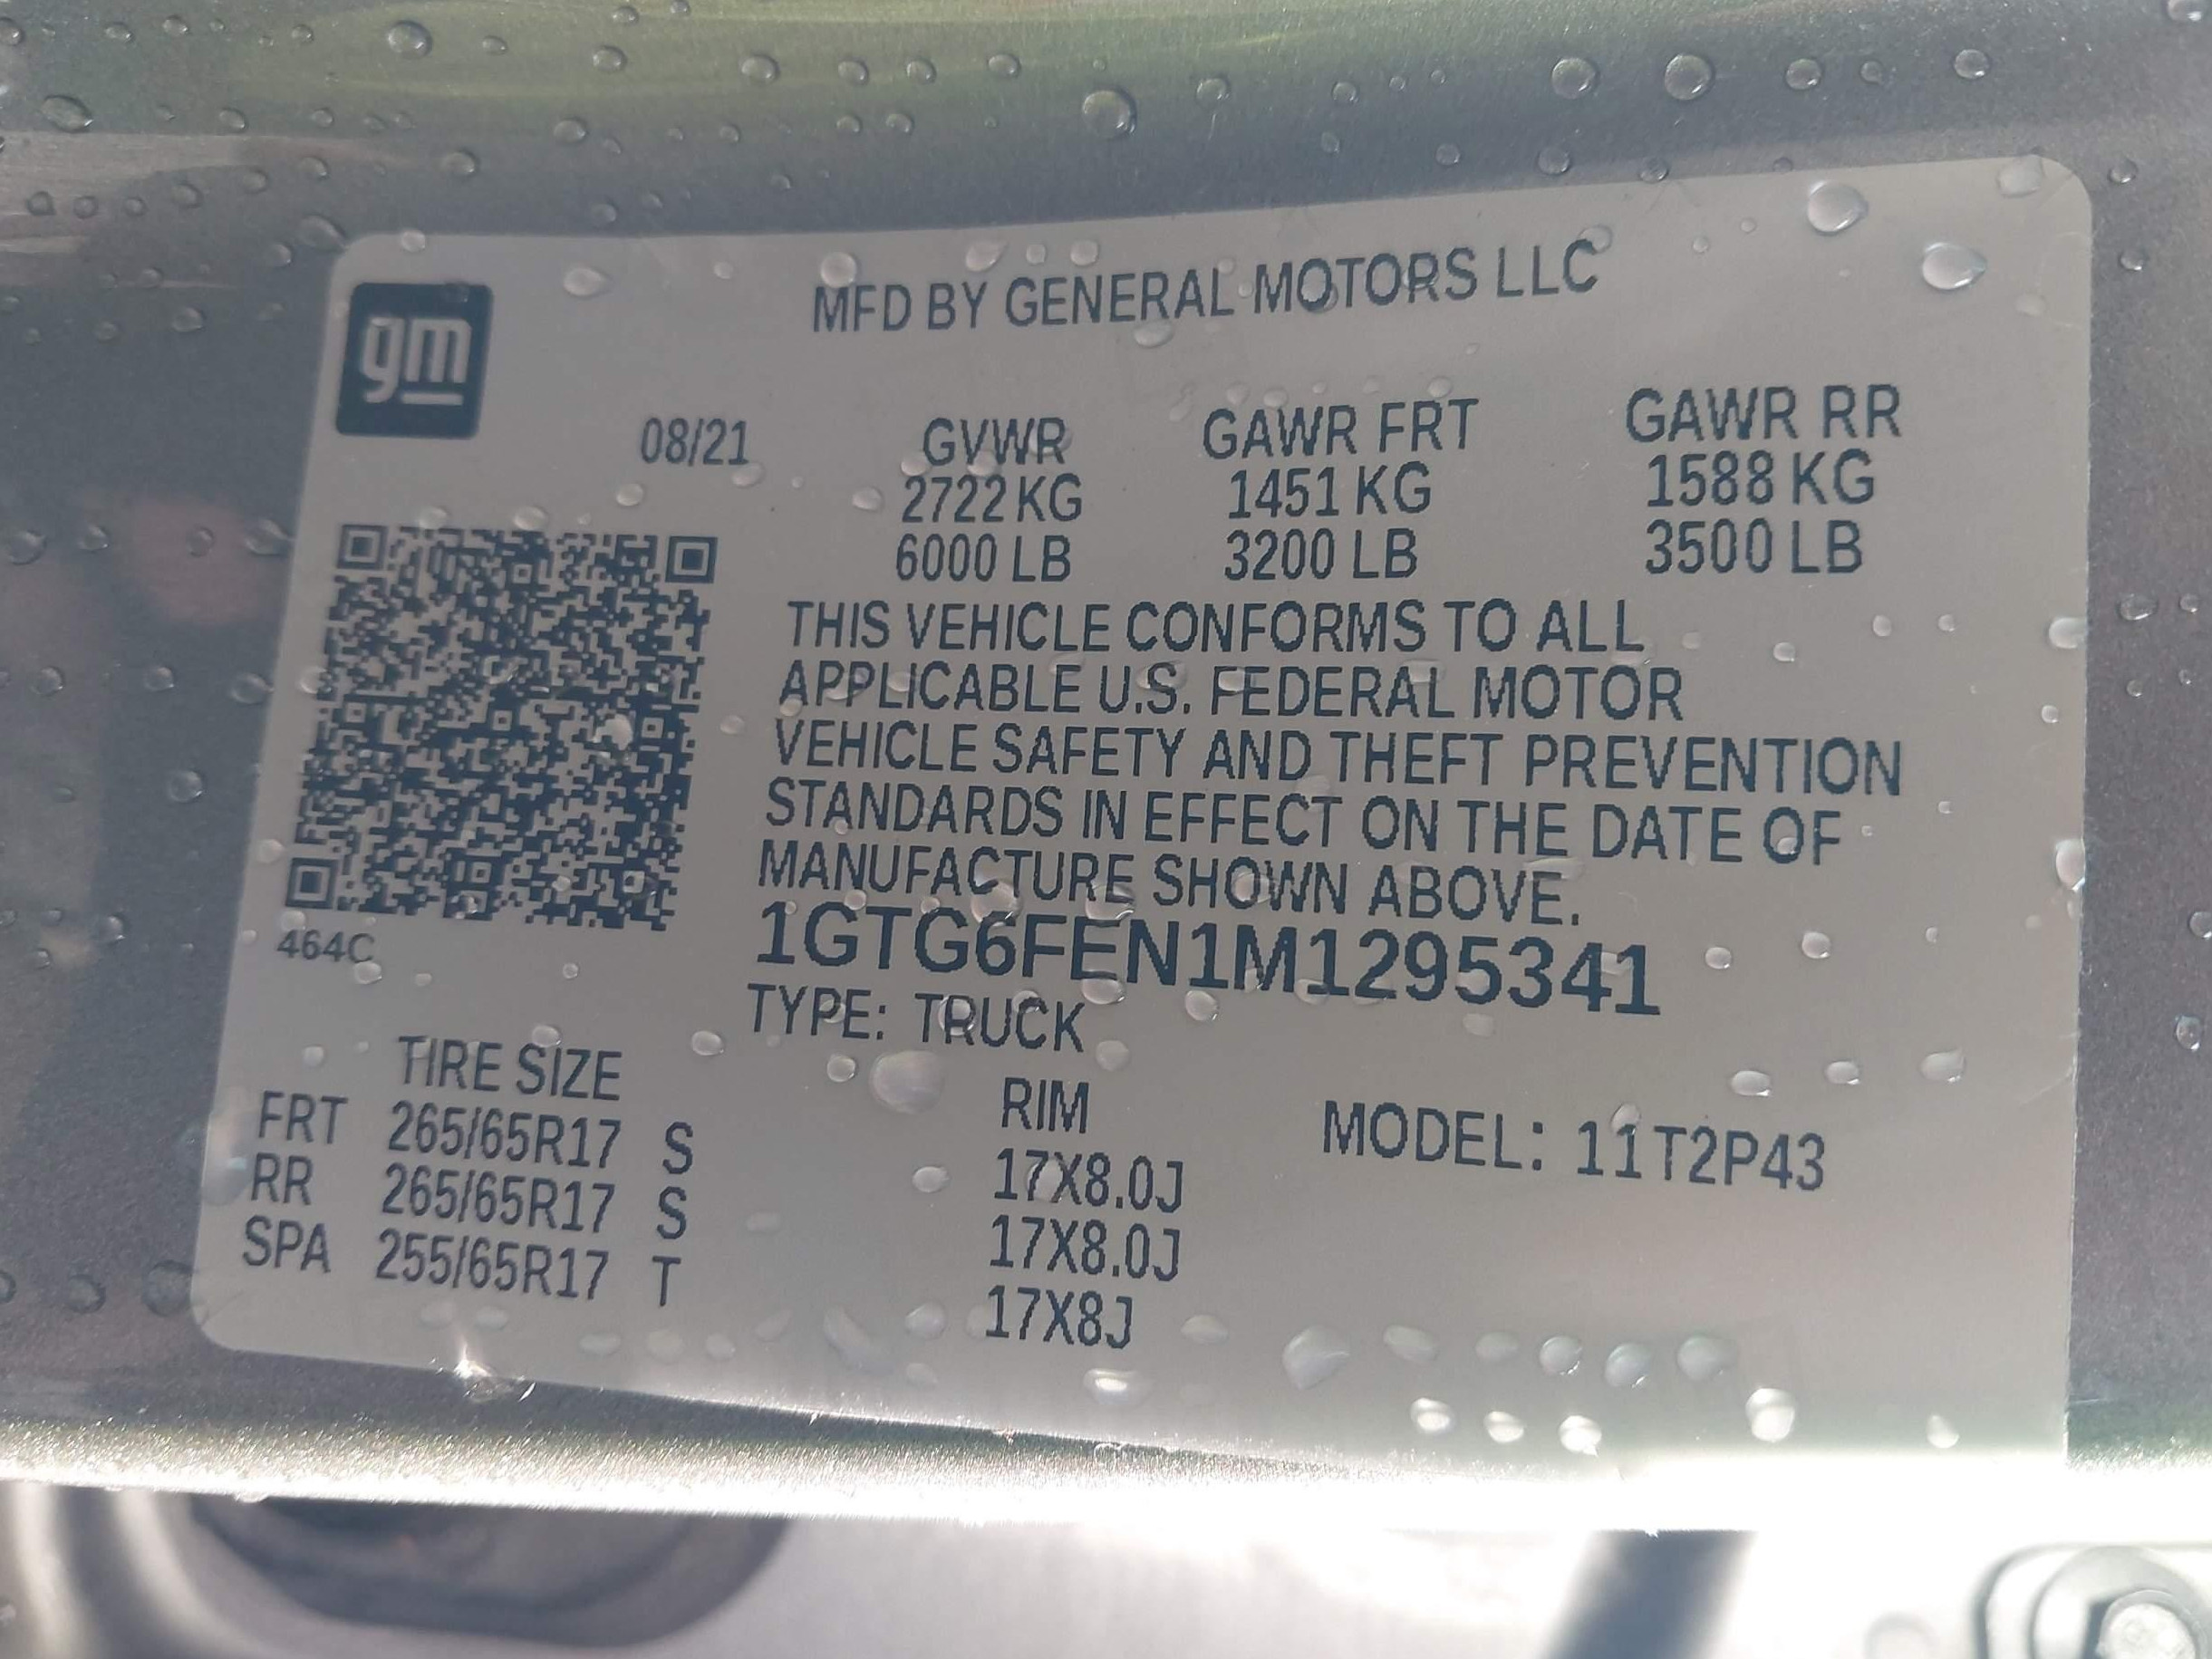 gm
MFD BY GENERAL MOTORS LLC
08/21 GVWR GAWR FRT GAWR RR
2722 KG 1451 KG 1588 KG
6000 LB 3200 LB 3500 LB
THIS VEHICLE CONFORMS TO ALL
APPLICABLE U.S. FEDERAL MOTOR
VEHICLE SAFETY AND THEFT PREVENTION
STANDARDS IN EFFECT ON THE DATE OF
MANUFACTURE SHOWN ABOVE.
464C
1GTG6FEN1M1295341
TYPE: TRUCK
TIRE SIZE RIM MODEL: 11T2P43
FRT 265/65R17 S 17X8.0J
RR 265/65R17 S 17X8.0J
SPA 255/65R17 T 17X8J